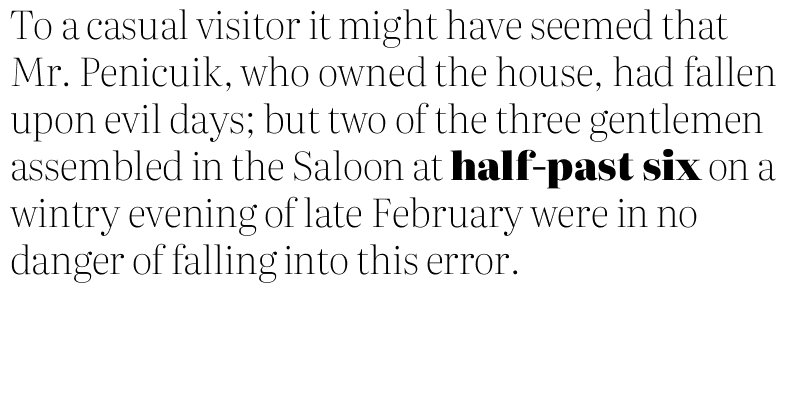 To a casual visitor it might have seemed that
Mr. Penicuik, who owned the house, had fallen
upon evil days; but two of the three gentlemen
assembled in the Saloon at half-past six on a
wintry evening of late February were in no
danger of falling into this error.